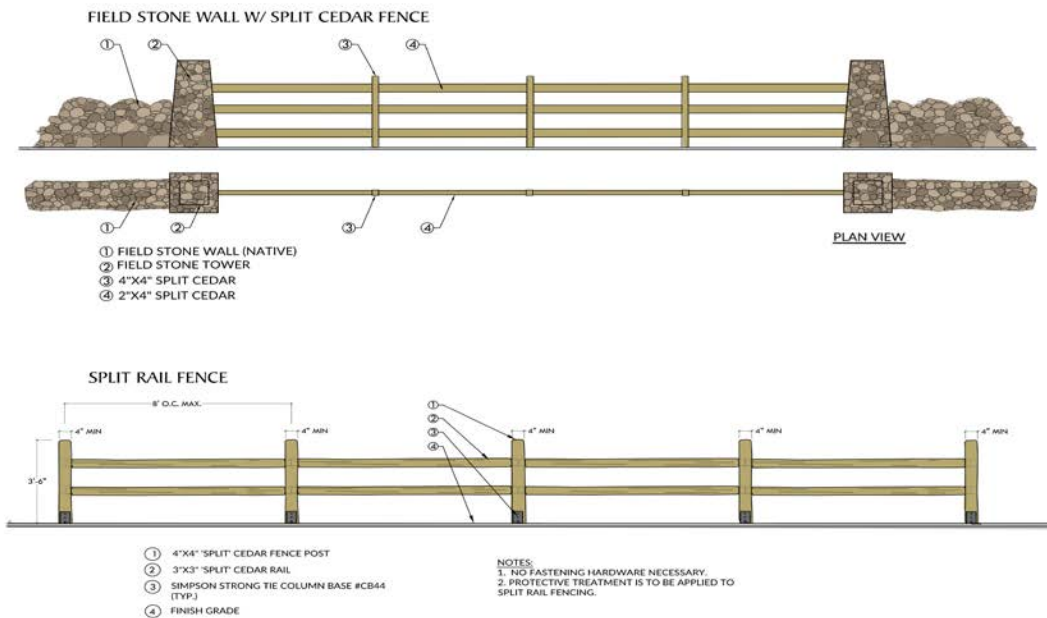 FIELD STONE WALL W/ SPLIT CEDAR FENCE
① ② ③ ④
① ② ③ ④
PLAN VIEW
① FIELD STONE WALL (NATIVE)
② FIELD STONE TOWER
③ 4"X4" SPLIT CEDAR
④ 2"X4" SPLIT CEDAR
SPLIT RAIL FENCE
8' O.C. MAX.
4" MIN
4" MIN
4" MIN
4" MIN
4" MIN
①
②
③
④
3'-6"
① 4"X4" 'SPLIT' CEDAR FENCE POST
② 3"X3" 'SPLIT' CEDAR RAIL
③ SIMPSON STRONG TIE COLUMN BASE #CB44
(TYP.)
④ FINISH GRADE
NOTES:
1. NO FASTENING HARDWARE NECESSARY.
2. PROTECTIVE TREATMENT IS TO BE APPLIED TO
SPLIT RAIL FENCING.